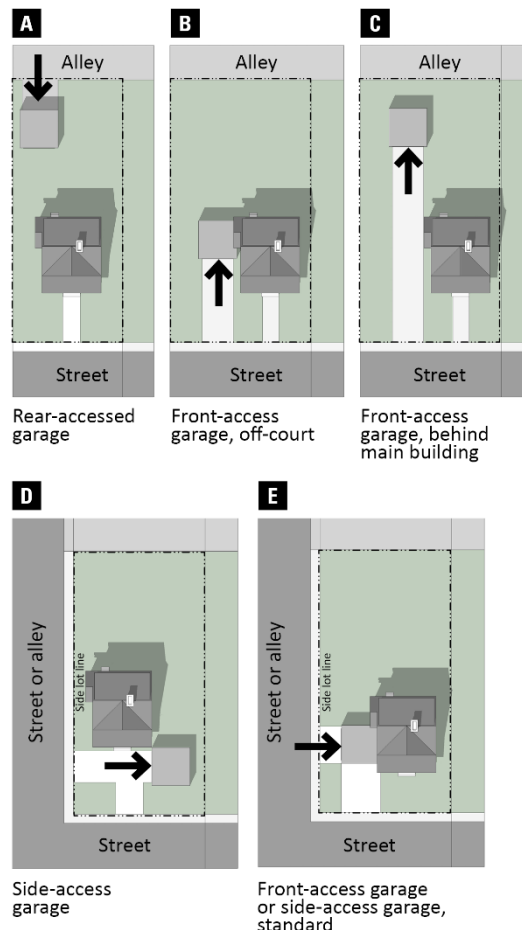 A
B
C
Alley
Alley
Alley
Street
Street
Street
Rear-accessed
garage
Front-access
garage, off-court
Front-access
garage, behind
main building
D
E
Street or alley
Side lot line
Street
Street or alley
Side lot line
Street
Side-access
garage
Front-access garage
or side-access garage,
standard